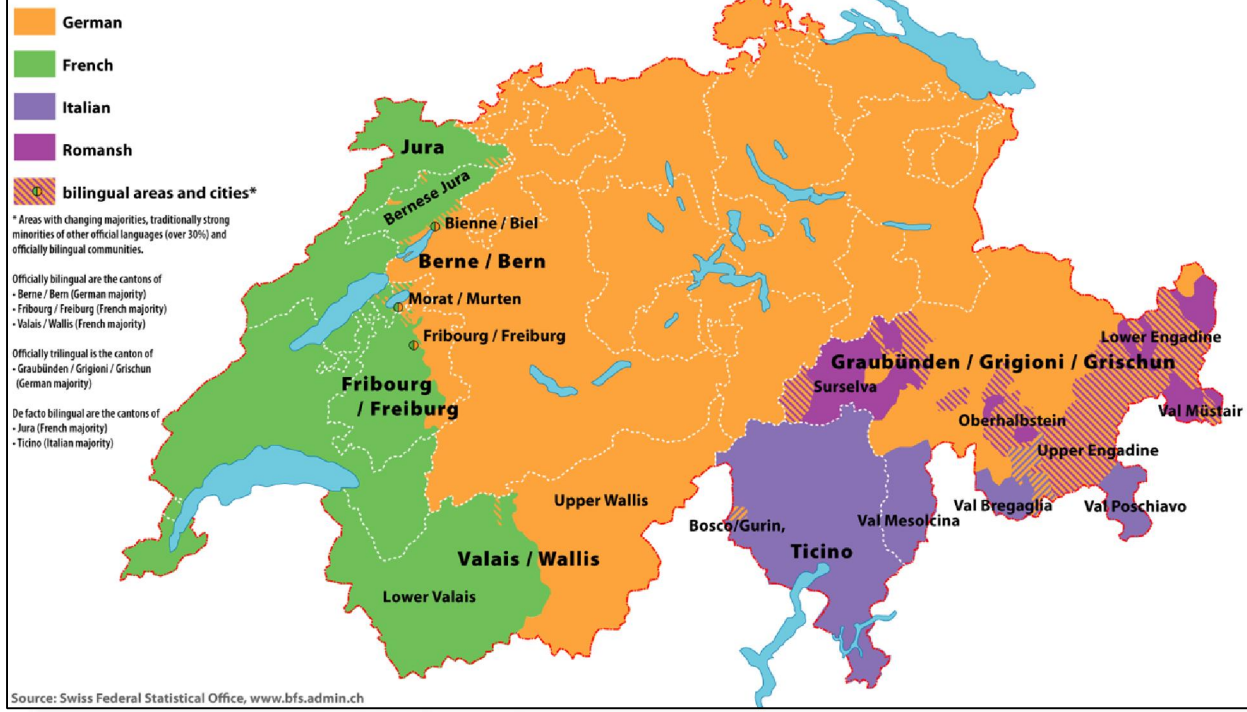 German
French
Italian
Romansh
bilingual areas and cities*
* Areas with changing majorities, traditionally strong
minorities of other official languages (over 30%) and
officially bilingual communities.
Officially bilingual are the cantons of
• Berne / Bern (German majority)
• Fribourg / Freiburg (French majority)
• Valais / Wallis (French majority)
Officially trilingual is the canton of
• Graubünden / Grigioni / Grischun
(German majority)
De facto bilingual are the cantons of
• Jura (French majority)
• Ticino (Italian majority)
Jura
Bernese Jura
Bienne / Biel
Berne / Bern
Morat / Murten
Fribourg / Freiburg
Fribourg
/ Freiburg
Lower Engadine
Graubünden / Grigioni / Grischun
Surselva
Val Müstair
Oberhalbstein
Upper Engadine
Upper Wallis
Val Bregaglia
Val Poschiavo
Bosco/Gurin,
Val Mesolcina
Ticino
Valais / Wallis
Lower Valais
Source: Swiss Federal Statistical Office, www.bfs.admin.ch